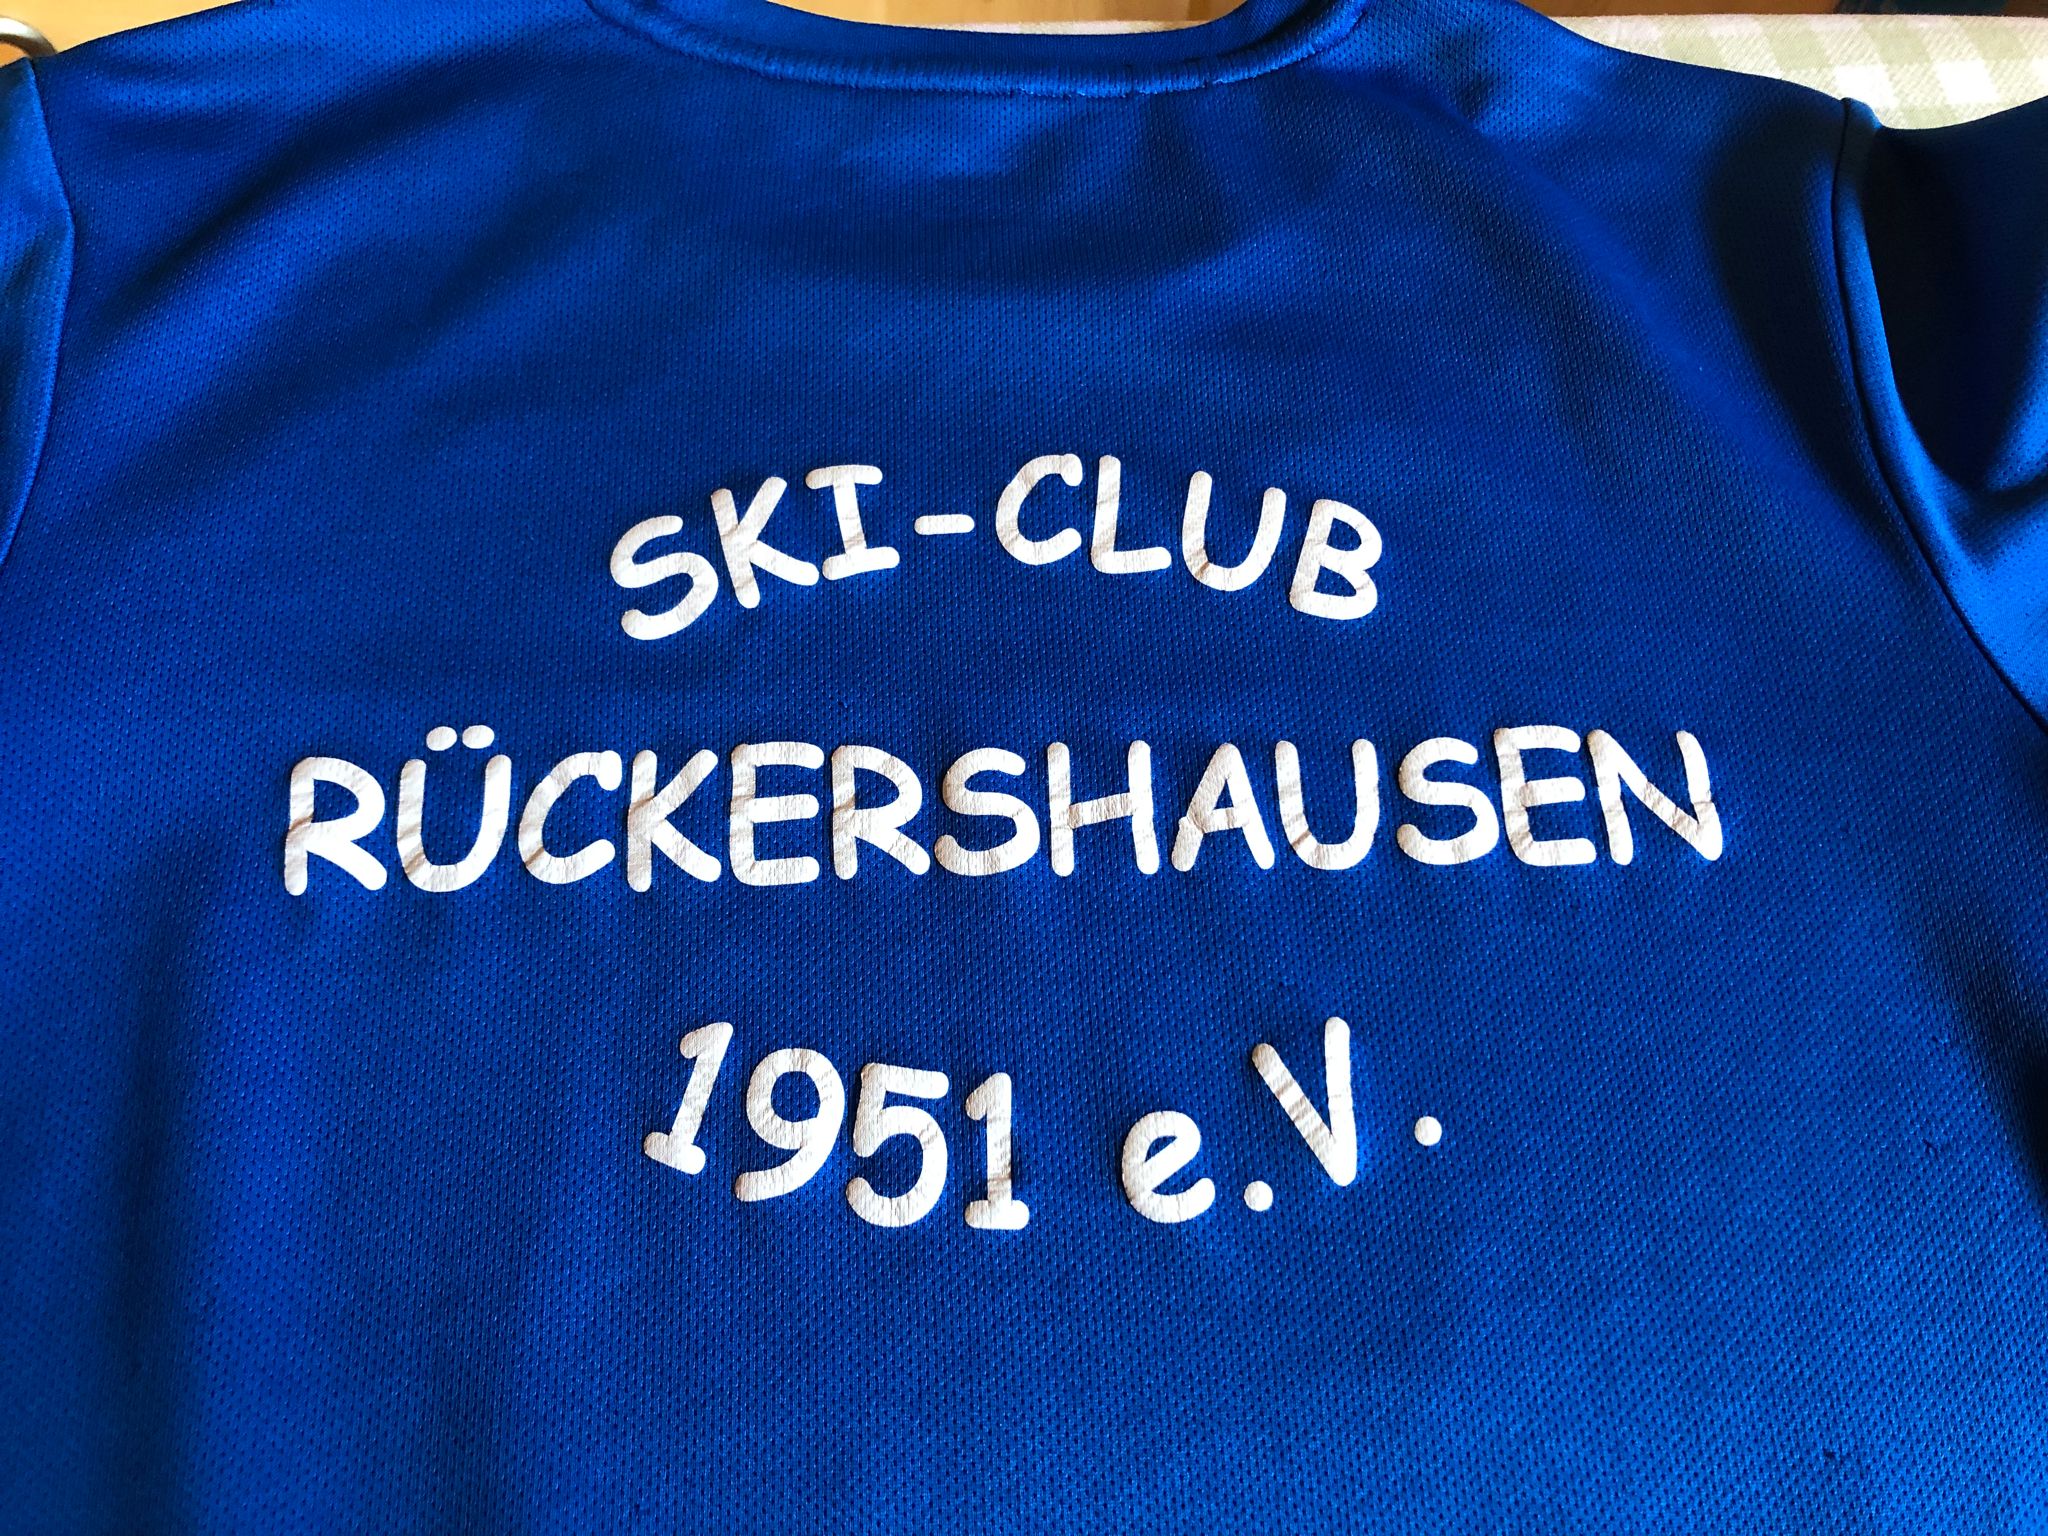 SKI-CLUB
RÜCKERSHAUSEN
1951 e.V.